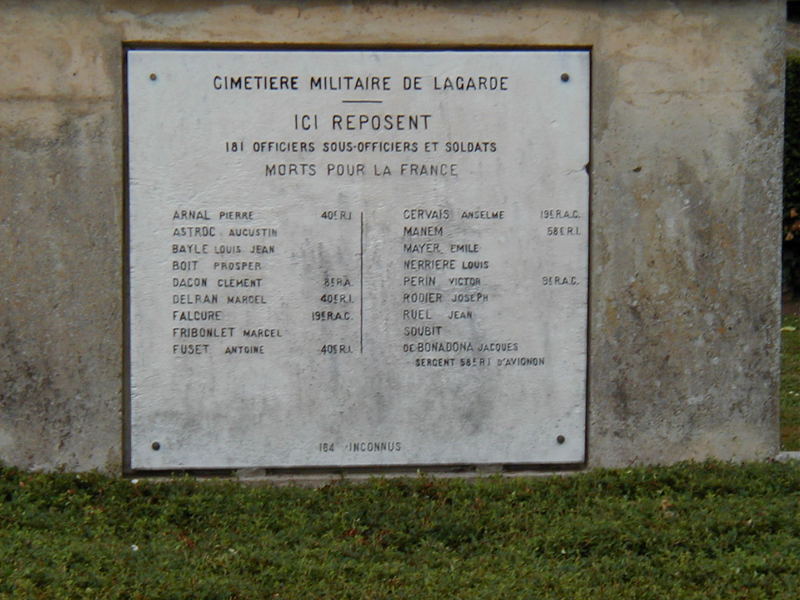 CIMETIERE MILITAIRE DE LAGARDE
ICI REPOSENT
181 OFFICIERS SOUS-OFFICIERS ET SOLDATS
MORTS POUR LA FRANCE
ARNAL PIERRE 40E R.I.
ASTROC AUGUSTIN
BAYLE LOUIS JEAN
BOIT PROSPER
DACON CLEMENT 8E R.A.
DELRAN MARCEL 40E R.I.
FALCURE 19E R.A.C.
FRIBONLET MARCEL
FUSET ANTOINE 40E R.I.
GERVAIS ANSELME 19E R.A.C.
MANEM 58E R.I.
MAYER EMILE
NERRIERE LOUIS
PERIN VICTOR 9E R.A.C.
RODIER JOSEPH
RUEL JEAN
SOUBIT
DE BONADONA JACQUES
SERGENT 58E R.I D'AVIGNON
164 INCONNUS